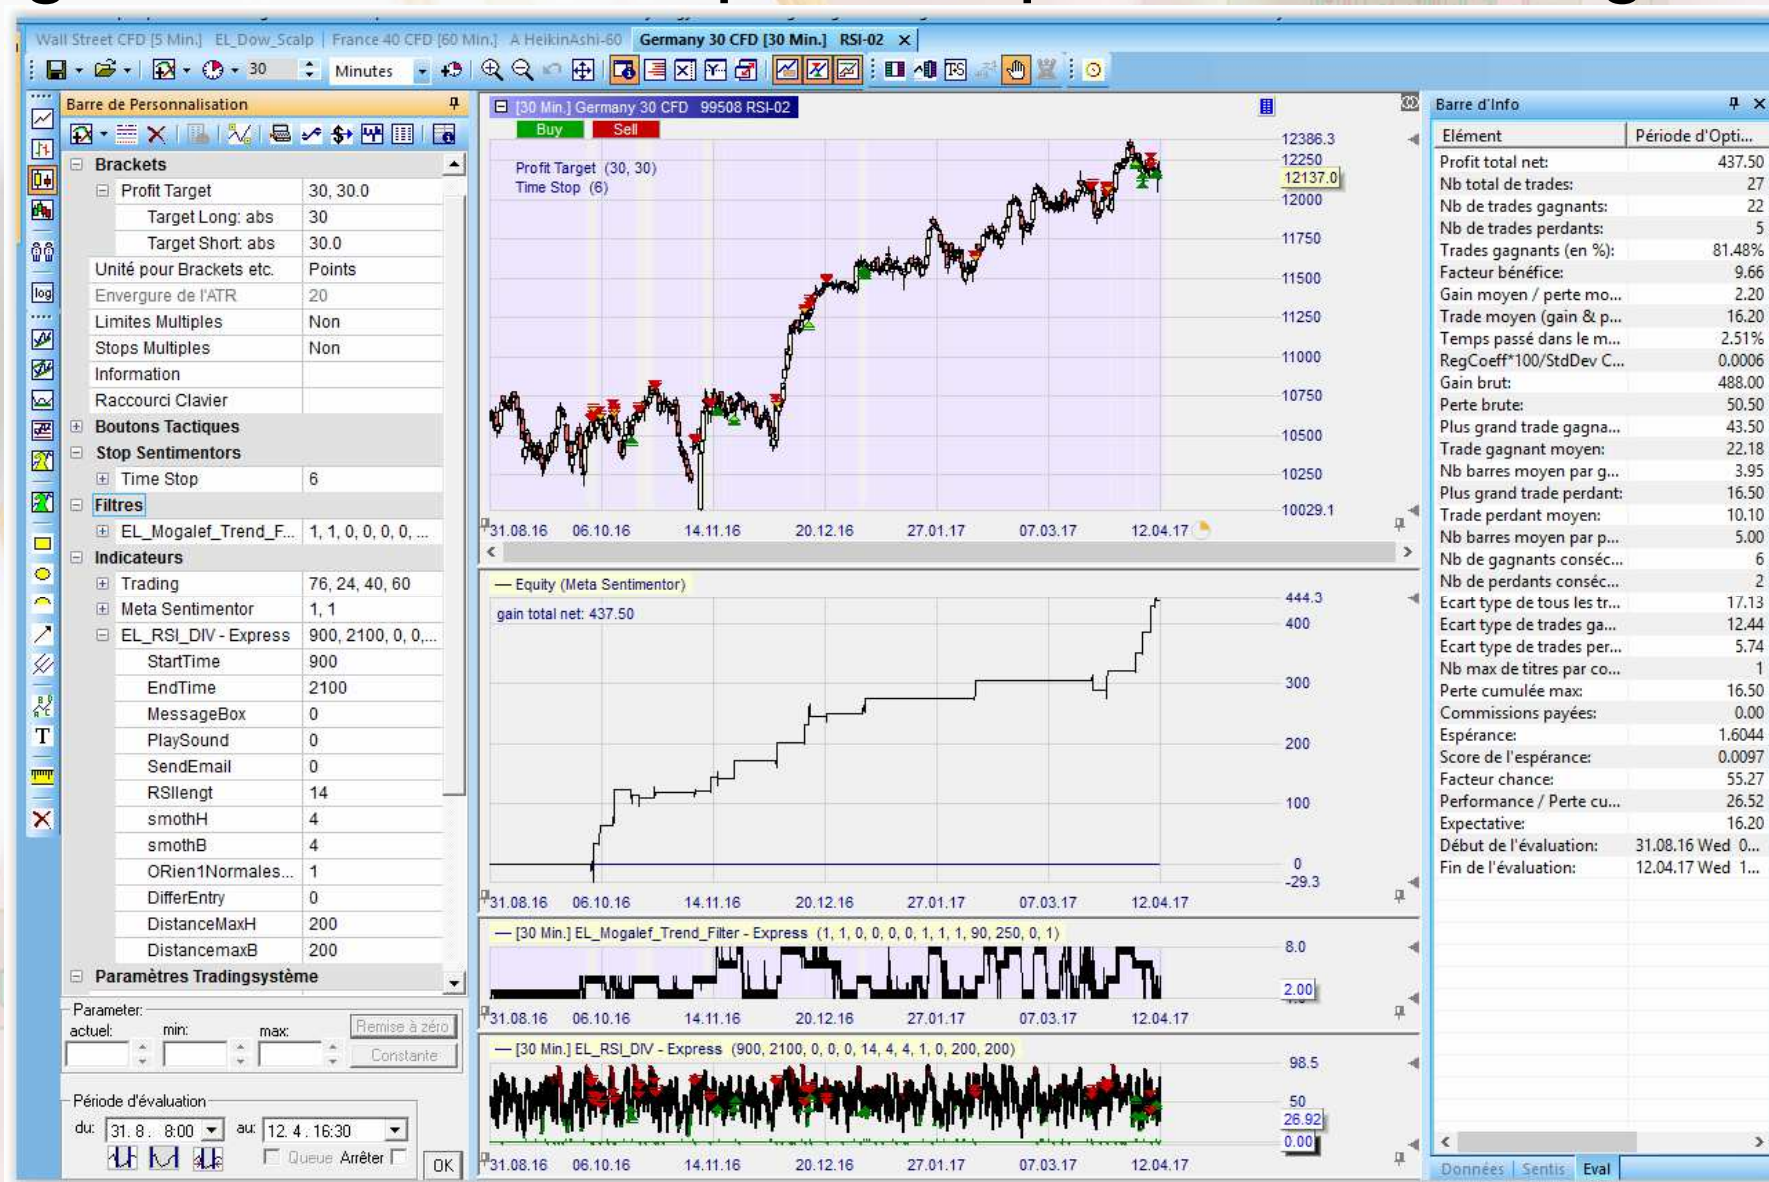 Wall Street CFD [5 Min.] EL_Dow_Scalp France 40 CFD [60 Min.] A HeikinAshi-60 Germany 30 CFD [30 Min.] RSI-02
30 Minutes
Barre de Personnalisation
Brackets
Profit Target 30, 30.0
Target Long: abs 30
Target Short: abs 30.0
Unité pour Brackets etc. Points
Envergure de l'ATR 20
Limites Multiples Non
Stops Multiples Non
Information
Raccourci Clavier
Boutons Tactiques
Stop Sentimentors
Time Stop 6
Filtres
EL_Mogalef_Trend_F... 1, 1, 0, 0, 0, 0, ...
Indicateurs
Trading 76, 24, 40, 60
Meta Sentimentor 1, 1
EL_RSI_DIV - Express 900, 2100, 0, 0,...
StartTime 900
EndTime 2100
MessageBox 0
PlaySound 0
SendEmail 0
RSIlengt 14
smothH 4
smothB 4
ORien1Normales... 1
DifferEntry 0
DistanceMaxH 200
DistancemaxB 200
Paramètres Tradingsystème
Parameter:
actuel: min: max: Remise à zéro
Constante
Période d'évaluation
du: 31. 8. 8:00 au: 12. 4. 16:30
Queue Arrêter OK
log
T
[30 Min.] Germany 30 CFD 99508 RSI-02
Buy Sell
Profit Target (30, 30)
Time Stop (6)
12386.3
12250
12137.0
12000
11750
11500
11250
11000
10750
10500
10250
10029.1
31.08.16 06.10.16 14.11.16 20.12.16 27.01.17 07.03.17 12.04.17
Equity (Meta Sentimentor)
gain total net: 437.50
444.3
400
300
200
100
0
-29.3
31.08.16 06.10.16 14.11.16 20.12.16 27.01.17 07.03.17 12.04.17
[30 Min.] EL_Mogalef_Trend_Filter - Express (1, 1, 0, 0, 0, 0, 1, 1, 1, 90, 250, 0, 1)
8.0
2.00
31.08.16 06.10.16 14.11.16 20.12.16 27.01.17 07.03.17 12.04.17
[30 Min.] EL_RSI_DIV - Express (900, 2100, 0, 0, 0, 14, 4, 4, 1, 0, 200, 200)
98.5
50
26.92
0.00
31.08.16 06.10.16 14.11.16 20.12.16 27.01.17 07.03.17 12.04.17
Barre d'Info
Elément Période d'Opti...
Profit total net: 437.50
Nb total de trades: 27
Nb de trades gagnants: 22
Nb de trades perdants: 5
Trades gagnants (en %): 81.48%
Facteur bénéfice: 9.66
Gain moyen / perte mo... 2.20
Trade moyen (gain & p... 16.20
Temps passé dans le m... 2.51%
RegCoeff*100/StdDev C... 0.0006
Gain brut: 488.00
Perte brute: 50.50
Plus grand trade gagna... 43.50
Trade gagnant moyen: 22.18
Nb barres moyen par g... 3.95
Plus grand trade perdant: 16.50
Trade perdant moyen: 10.10
Nb barres moyen par p... 5.00
Nb de gagnants conséc... 6
Nb de perdants conséc... 2
Ecart type de tous les tr... 17.13
Ecart type de trades ga... 12.44
Ecart type de trades per... 5.74
Nb max de titres par co... 1
Perte cumulée max: 16.50
Commissions payées: 0.00
Espérance: 1.6044
Score de l'espérance: 0.0097
Facteur chance: 55.27
Performance / Perte cu... 26.52
Expectative: 16.20
Début de l'évaluation: 31.08.16 Wed 0...
Fin de l'évaluation: 12.04.17 Wed 1...
Données Sentis Eval